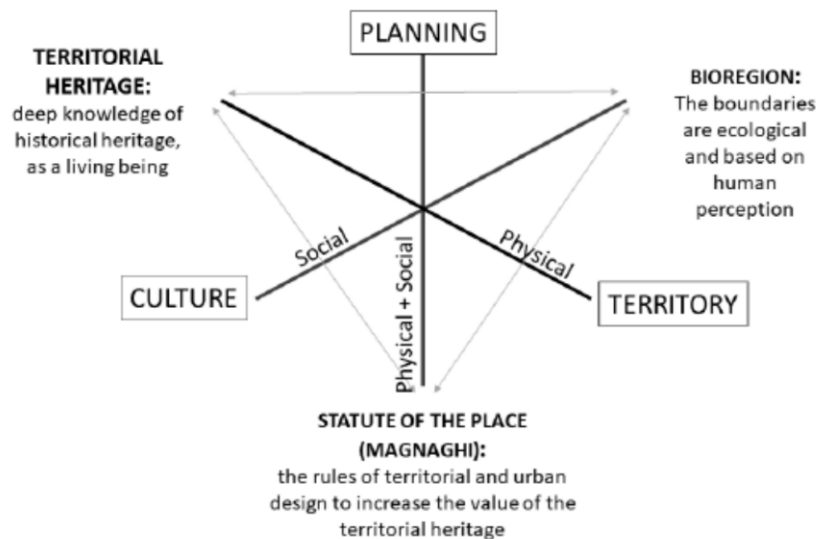 PLANNING
TERRITORIAL
HERITAGE:
deep knowledge of
historical heritage,
as a living being
BIOREGION:
The boundaries
are ecological
and based on
human
perception
Social
Physical
Physical + Social
CULTURE
TERRITORY
STATUTE OF THE PLACE
(MAGNAGHI):
the rules of territorial and urban
design to increase the value of the
territorial heritage